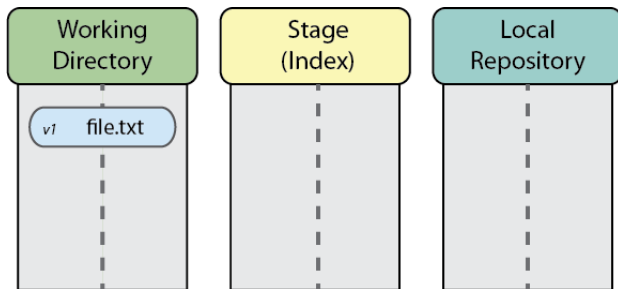 Working
Directory
Stage
(Index)
Local
Repository
v1 file.txt